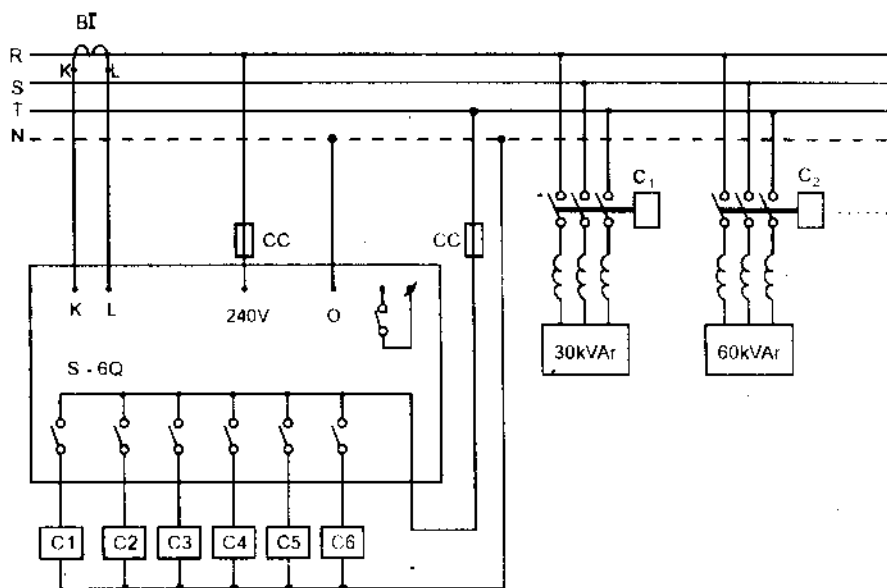 BI
R
K L
S
T
N
C₁
C₂
CC
CC
K L 240V O
30kVAr
60kVAr
S - 6Q
C1 C2 C3 C4 C5 C6